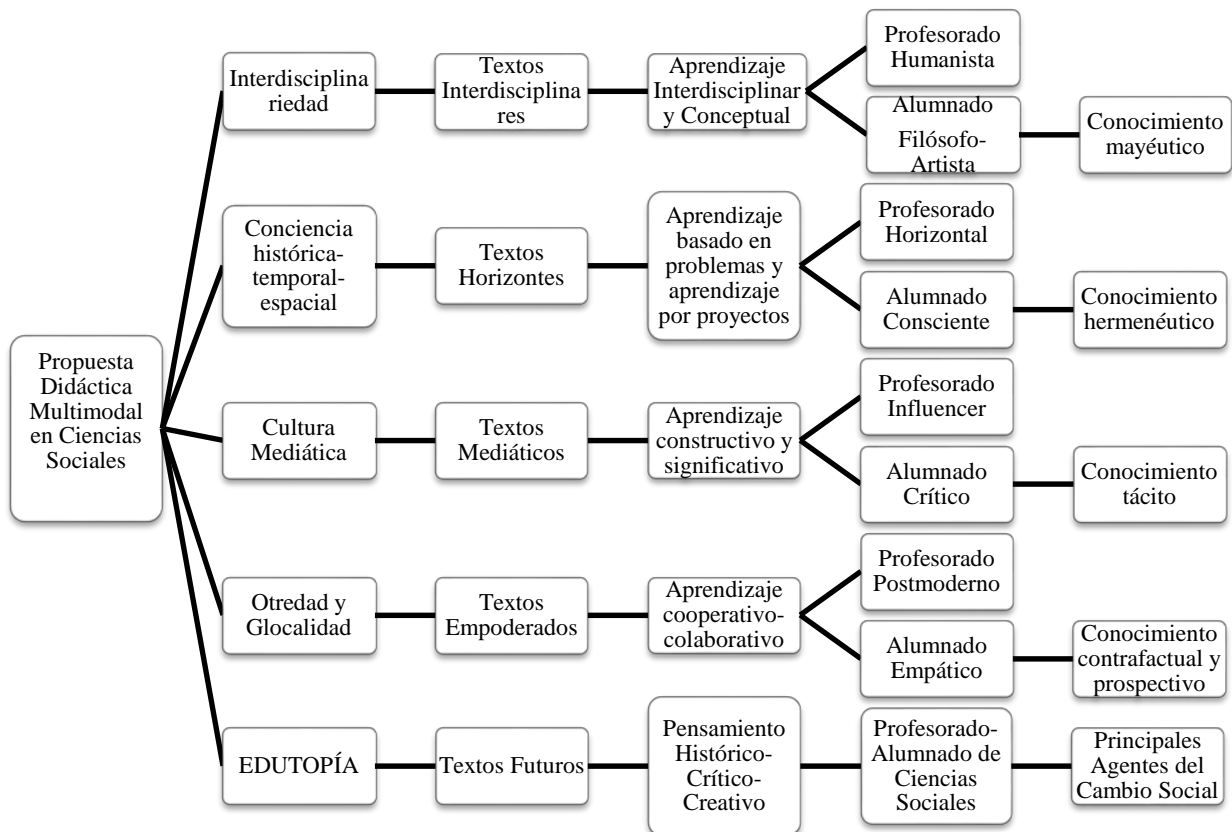 Propuesta
Didáctica
Multimodal
en Ciencias
Sociales
Interdisciplina
riedad
Textos
Interdisciplina
res
Aprendizaje
Interdisciplinar
y Conceptual
Profesorado
Humanista
Alumnado
Filósofo-
Artista
Conocimiento
mayéutico
Conciencia
histórica-
temporal-
espacial
Textos
Horizontes
Aprendizaje
basado en
problemas y
aprendizaje
por proyectos
Profesorado
Horizontal
Alumnado
Consciente
Conocimiento
hermenéutico
Cultura
Mediática
Textos
Mediáticos
Aprendizaje
constructivo y
significativo
Profesorado
Influencer
Alumnado
Crítico
Conocimiento
tácito
Otredad y
Glocalidad
Textos
Empoderados
Aprendizaje
cooperativo-
colaborativo
Profesorado
Postmoderno
Alumnado
Empático
Conocimiento
contrafactual y
prospectivo
EDUTOPÍA
Textos Futuros
Pensamiento
Histórico-
Crítico-
Creativo
Profesorado-
Alumnado de
Ciencias
Sociales
Principales
Agentes del
Cambio Social